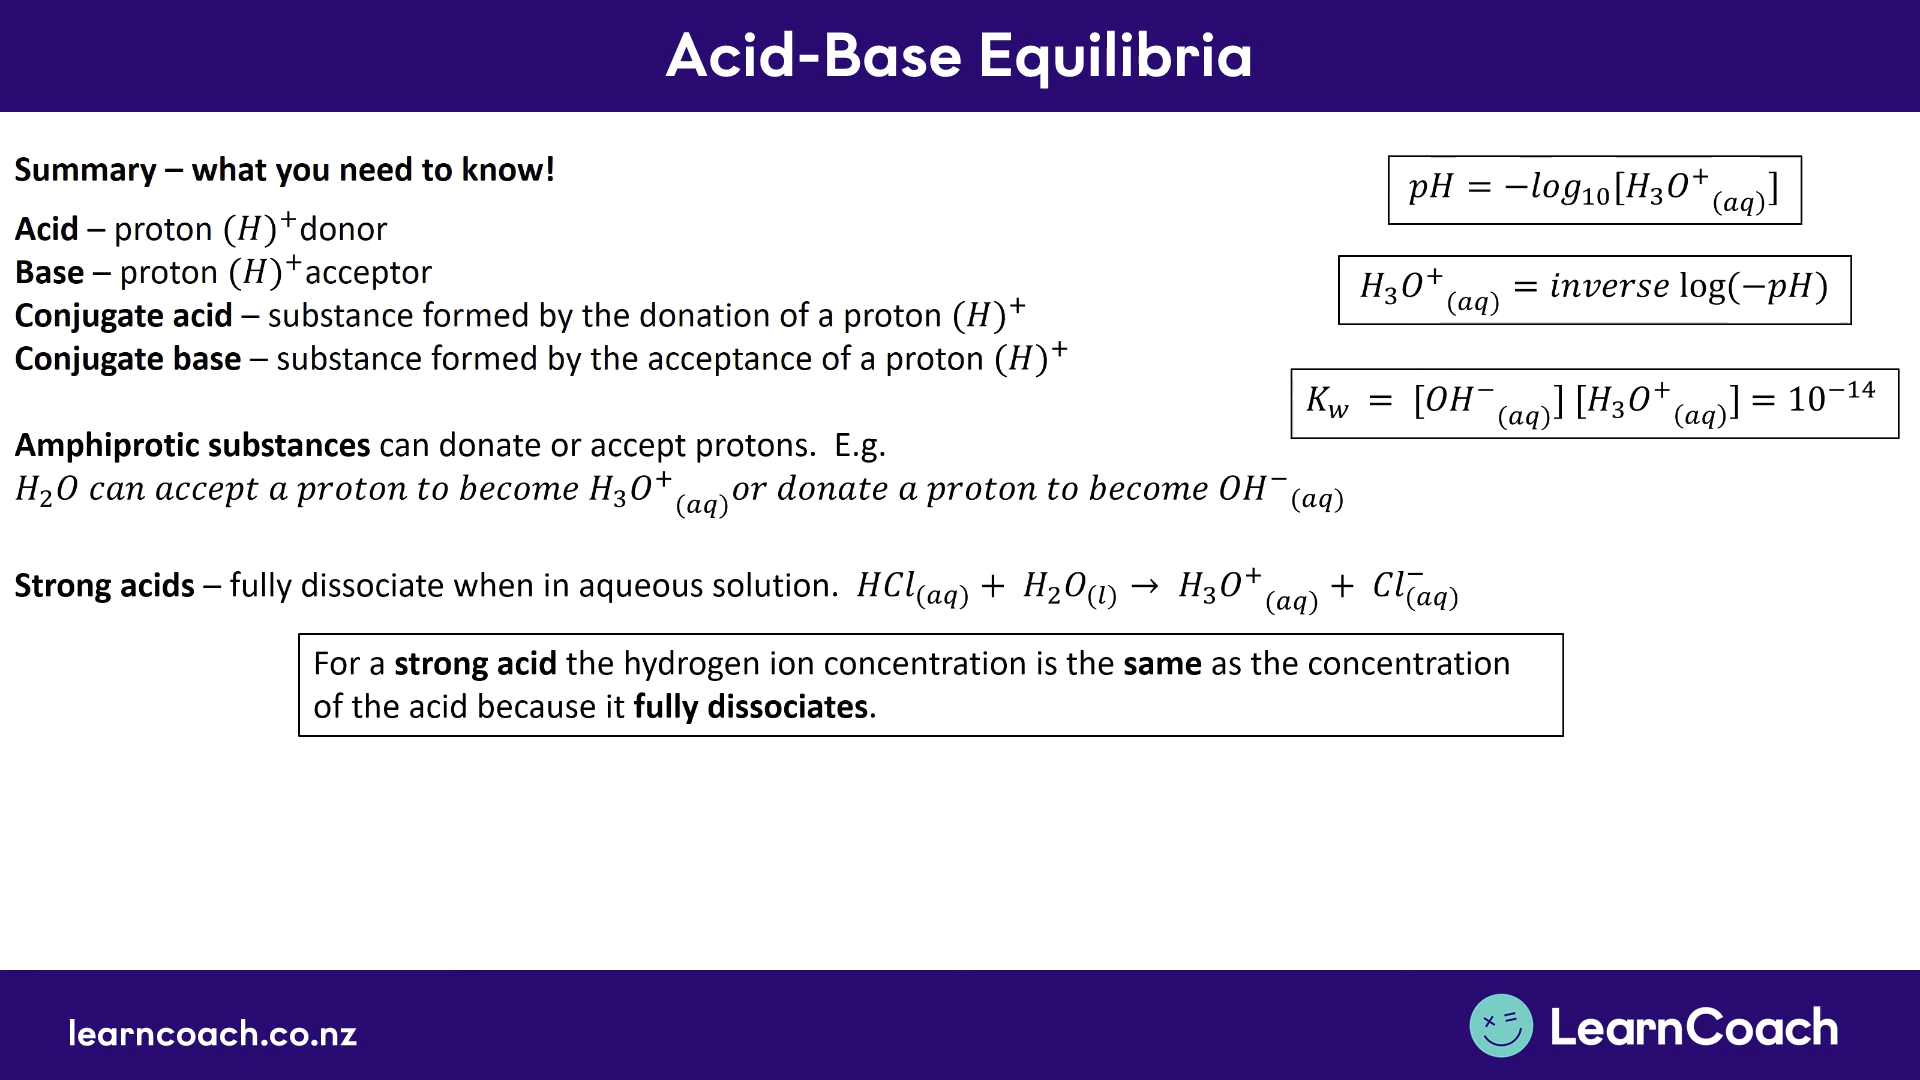 Acid-Base Equilibria
Summary – what you need to know!
Acid – proton (H)⁺donor
Base – proton (H)⁺acceptor
Conjugate acid – substance formed by the donation of a proton (H)⁺
Conjugate base – substance formed by the acceptance of a proton (H)⁺
pH = −log₁₀[H₃O⁺₍aq₎]
H₃O⁺₍aq₎ = inverse log(−pH)
K_w = [OH⁻₍aq₎] [H₃O⁺₍aq₎] = 10⁻¹⁴
Amphiprotic substances can donate or accept protons. E.g.
H₂O can accept a proton to become H₃O⁺₍aq₎or donate a proton to become OH⁻₍aq₎
Strong acids – fully dissociate when in aqueous solution. HCl₍aq₎ + H₂O₍l₎ → H₃O⁺₍aq₎ + Cl⁻₍aq₎
For a strong acid the hydrogen ion concentration is the same as the concentration
of the acid because it fully dissociates.
learncoach.co.nz
LearnCoach